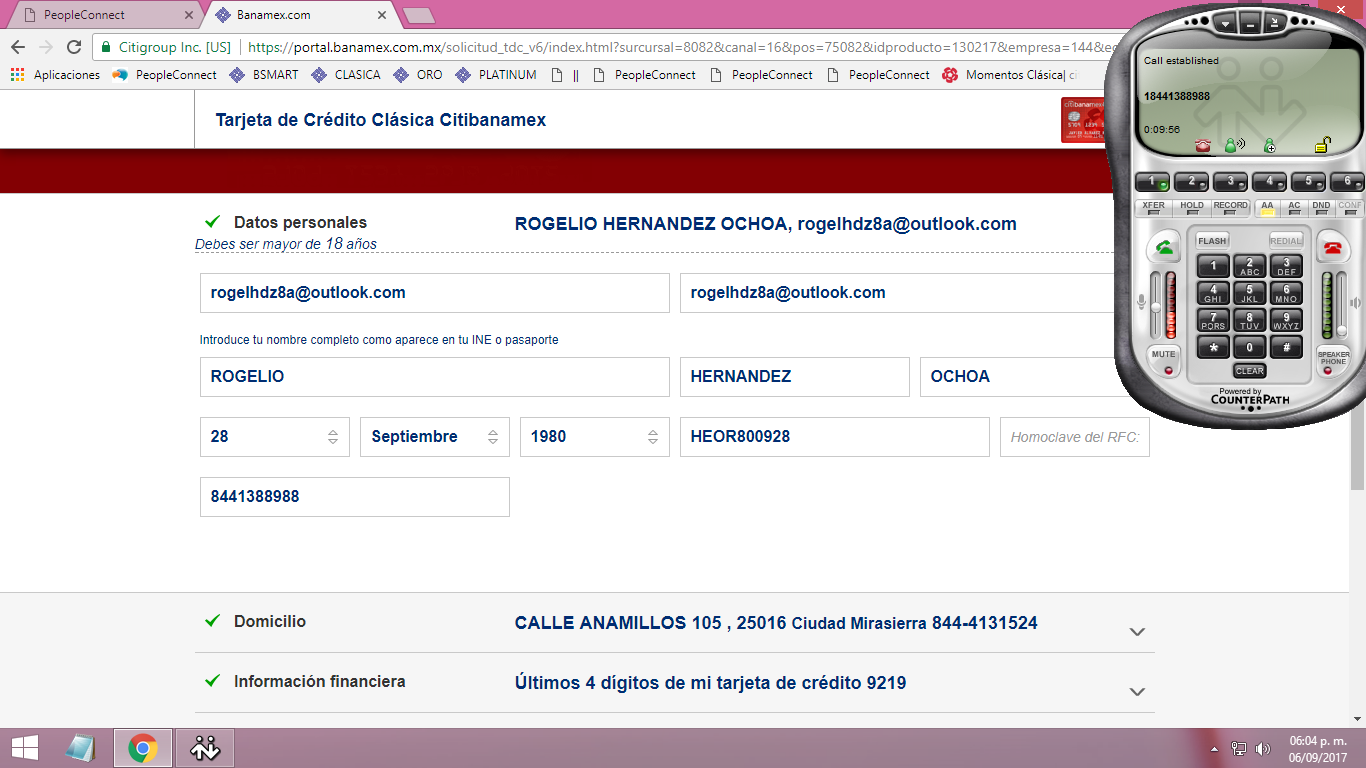 PeopleConnect
Banamex.com
Citigroup Inc. [US]
https://portal.banamex.com.mx/solicitud_tdc_v6/index.html?sursursal=8082&canal=16&pos=75082&idproducto=130217&empresa=144&
Aplicaciones PeopleConnect BSMART CLASICA ORO PLATINUM || PeopleConnect PeopleConnect PeopleConnect Momentos Clásica|
Tarjeta de Crédito Clásica Citibanamex
citibanamex
Datos personales
ROGELIO HERNANDEZ OCHOA, rogelhdz8a@outlook.com
Debes ser mayor de 18 años
rogelhdz8a@outlook.com
rogelhdz8a@outlook.com
Introduce tu nombre completo como aparece en tu INE o pasaporte
ROGELIO
HERNANDEZ
OCHOA
28
Septiembre
1980
HEOR800928
Homoclave del RFC:
8441388988
Domicilio
CALLE ANAMILLOS 105 , 25016 Ciudad Mirasierra 844-4131524
Información financiera
Últimos 4 dígitos de mi tarjeta de crédito 9219
Call established
18441388988
0:09:56
1 2 3 4 5 6
XFER HOLD RECORD AA AC DND CONF
FLASH
REDIAL
1 2 ABC 3 DEF
4 GHI 5 JKL 6 MNO
7 PQRS 8 TUV 9 WXYZ
* 0 #
MUTE
CLEAR
SPEAKER
PHONE
Powered by
COUNTERPATH
06:04 p. m.
06/09/2017